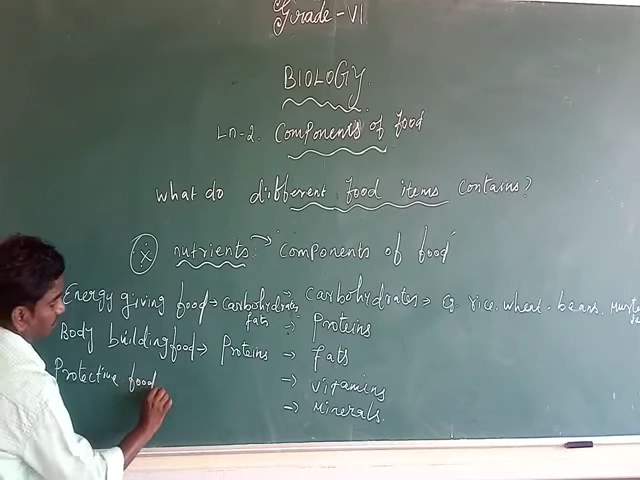 Grade-VI
BIOLOGY.
Ln-2. Components of food
What do different food items contains?
nutrients: → "Components of food"
Energy giving food → Carbohydrates fats
Body building food → Proteins
Protective food
→ Carbohydrates → Eg. rice. wheat. beans.
→ Proteins
→ fats
→ Vitamins
→ Minerals.